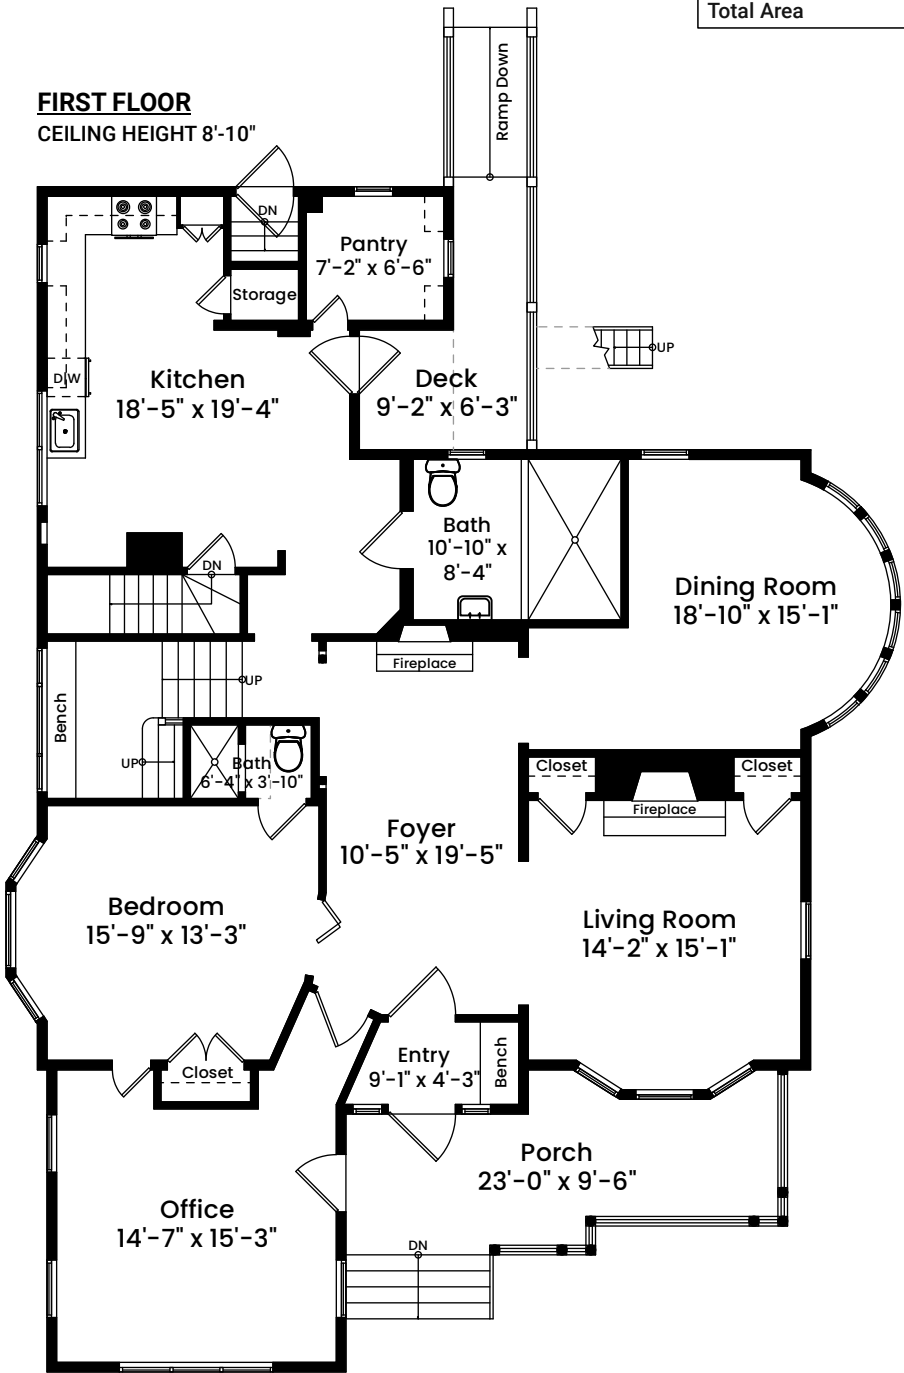 Total Area
Ramp Down
FIRST FLOOR
CEILING HEIGHT 8'-10"
DN
Pantry
7'-2" x 6'-6"
Storage
UP
D/W
Kitchen
18'-5" x 19'-4"
Deck
9'-2" x 6'-3"
Bath
10'-10" x
8'-4"
DN
Dining Room
18'-10" x 15'-1"
Fireplace
UP
Bench
UP
Bath
6'-4" x 3'-10"
Closet
Closet
Fireplace
Foyer
10'-5" x 19'-5"
Bedroom
15'-9" x 13'-3"
Living Room
14'-2" x 15'-1"
Entry
9'-1" x 4'-3"
Bench
Closet
Porch
23'-0" x 9'-6"
Office
14'-7" x 15'-3"
DN